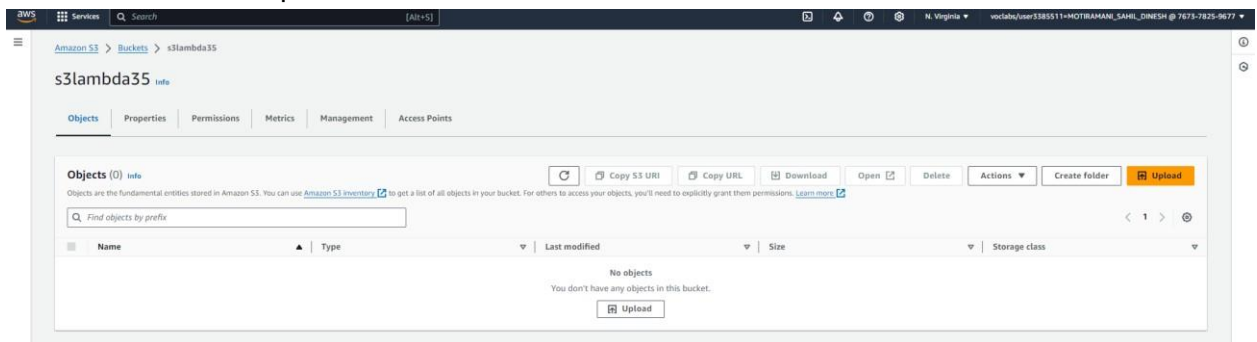 aws Services Search [Alt+S] N. Virginia voclabs/user3385511=MOTIRAMANI_SAHIL_DINESH @ 7673-7825-9677
Amazon S3 > Buckets > s3lambda35
s3lambda35 Info
Objects Properties Permissions Metrics Management Access Points
Objects (0) Info Copy S3 URI Copy URL Download Open Delete Actions Create folder Upload
Objects are the fundamental entities stored in Amazon S3. You can use Amazon S3 inventory to get a list of all objects in your bucket. For others to access your objects, you'll need to explicitly grant them permissions. Learn more
Find objects by prefix < 1 >
Name Type Last modified Size Storage class
No objects
You don't have any objects in this bucket.
Upload